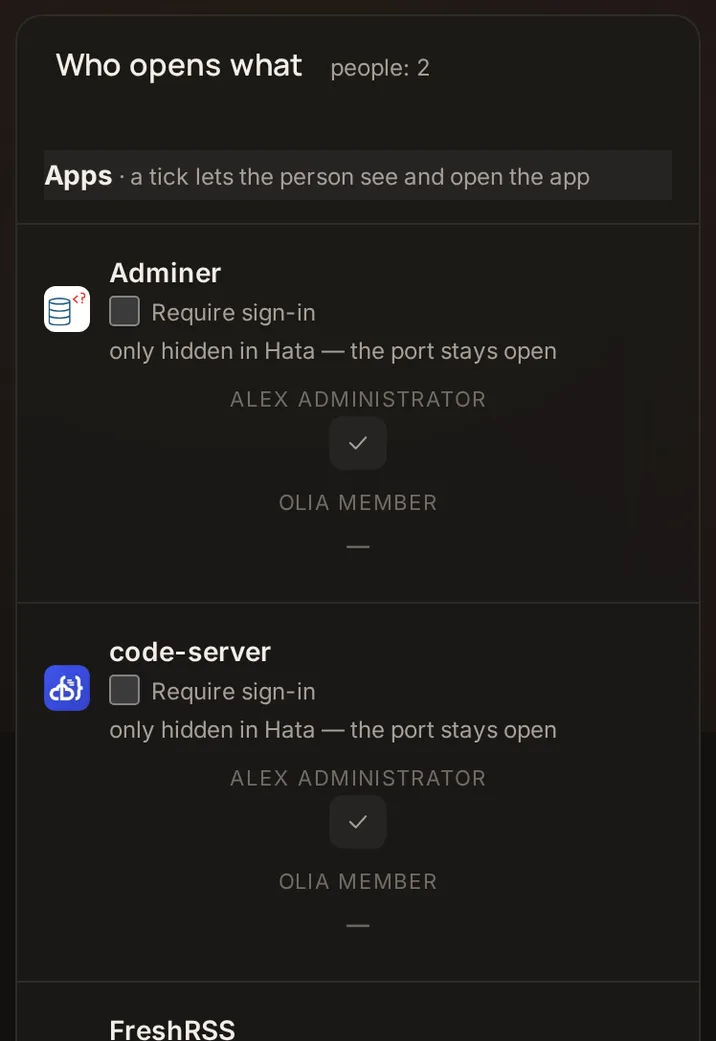 Who opens what people: 2
Apps · a tick lets the person see and open the app
Adminer
Require sign-in
only hidden in Hata — the port stays open
ALEX ADMINISTRATOR
✓
OLIA MEMBER
—
code-server
Require sign-in
only hidden in Hata — the port stays open
ALEX ADMINISTRATOR
✓
OLIA MEMBER
—
FreshRSS